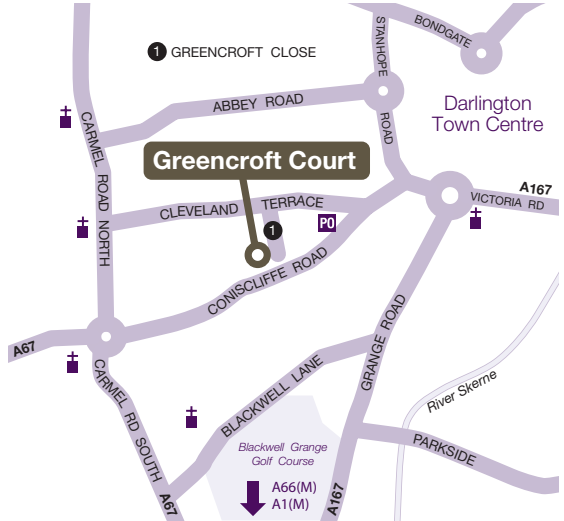 BONDGATE
STANHOPE
ROAD
1 GREENCROFT CLOSE
ABBEY ROAD
Darlington
Town Centre
CARMEL ROAD NORTH
Greencroft Court
A167
VICTORIA RD
CLEVELAND TERRACE
PO
1
CONISCLIFFE ROAD
A67
CARMEL RD SOUTH
A67
BLACKWELL LANE
GRANGE ROAD
River Skerne
PARKSIDE
Blackwell Grange
Golf Course
A66(M)
A1(M)
A167